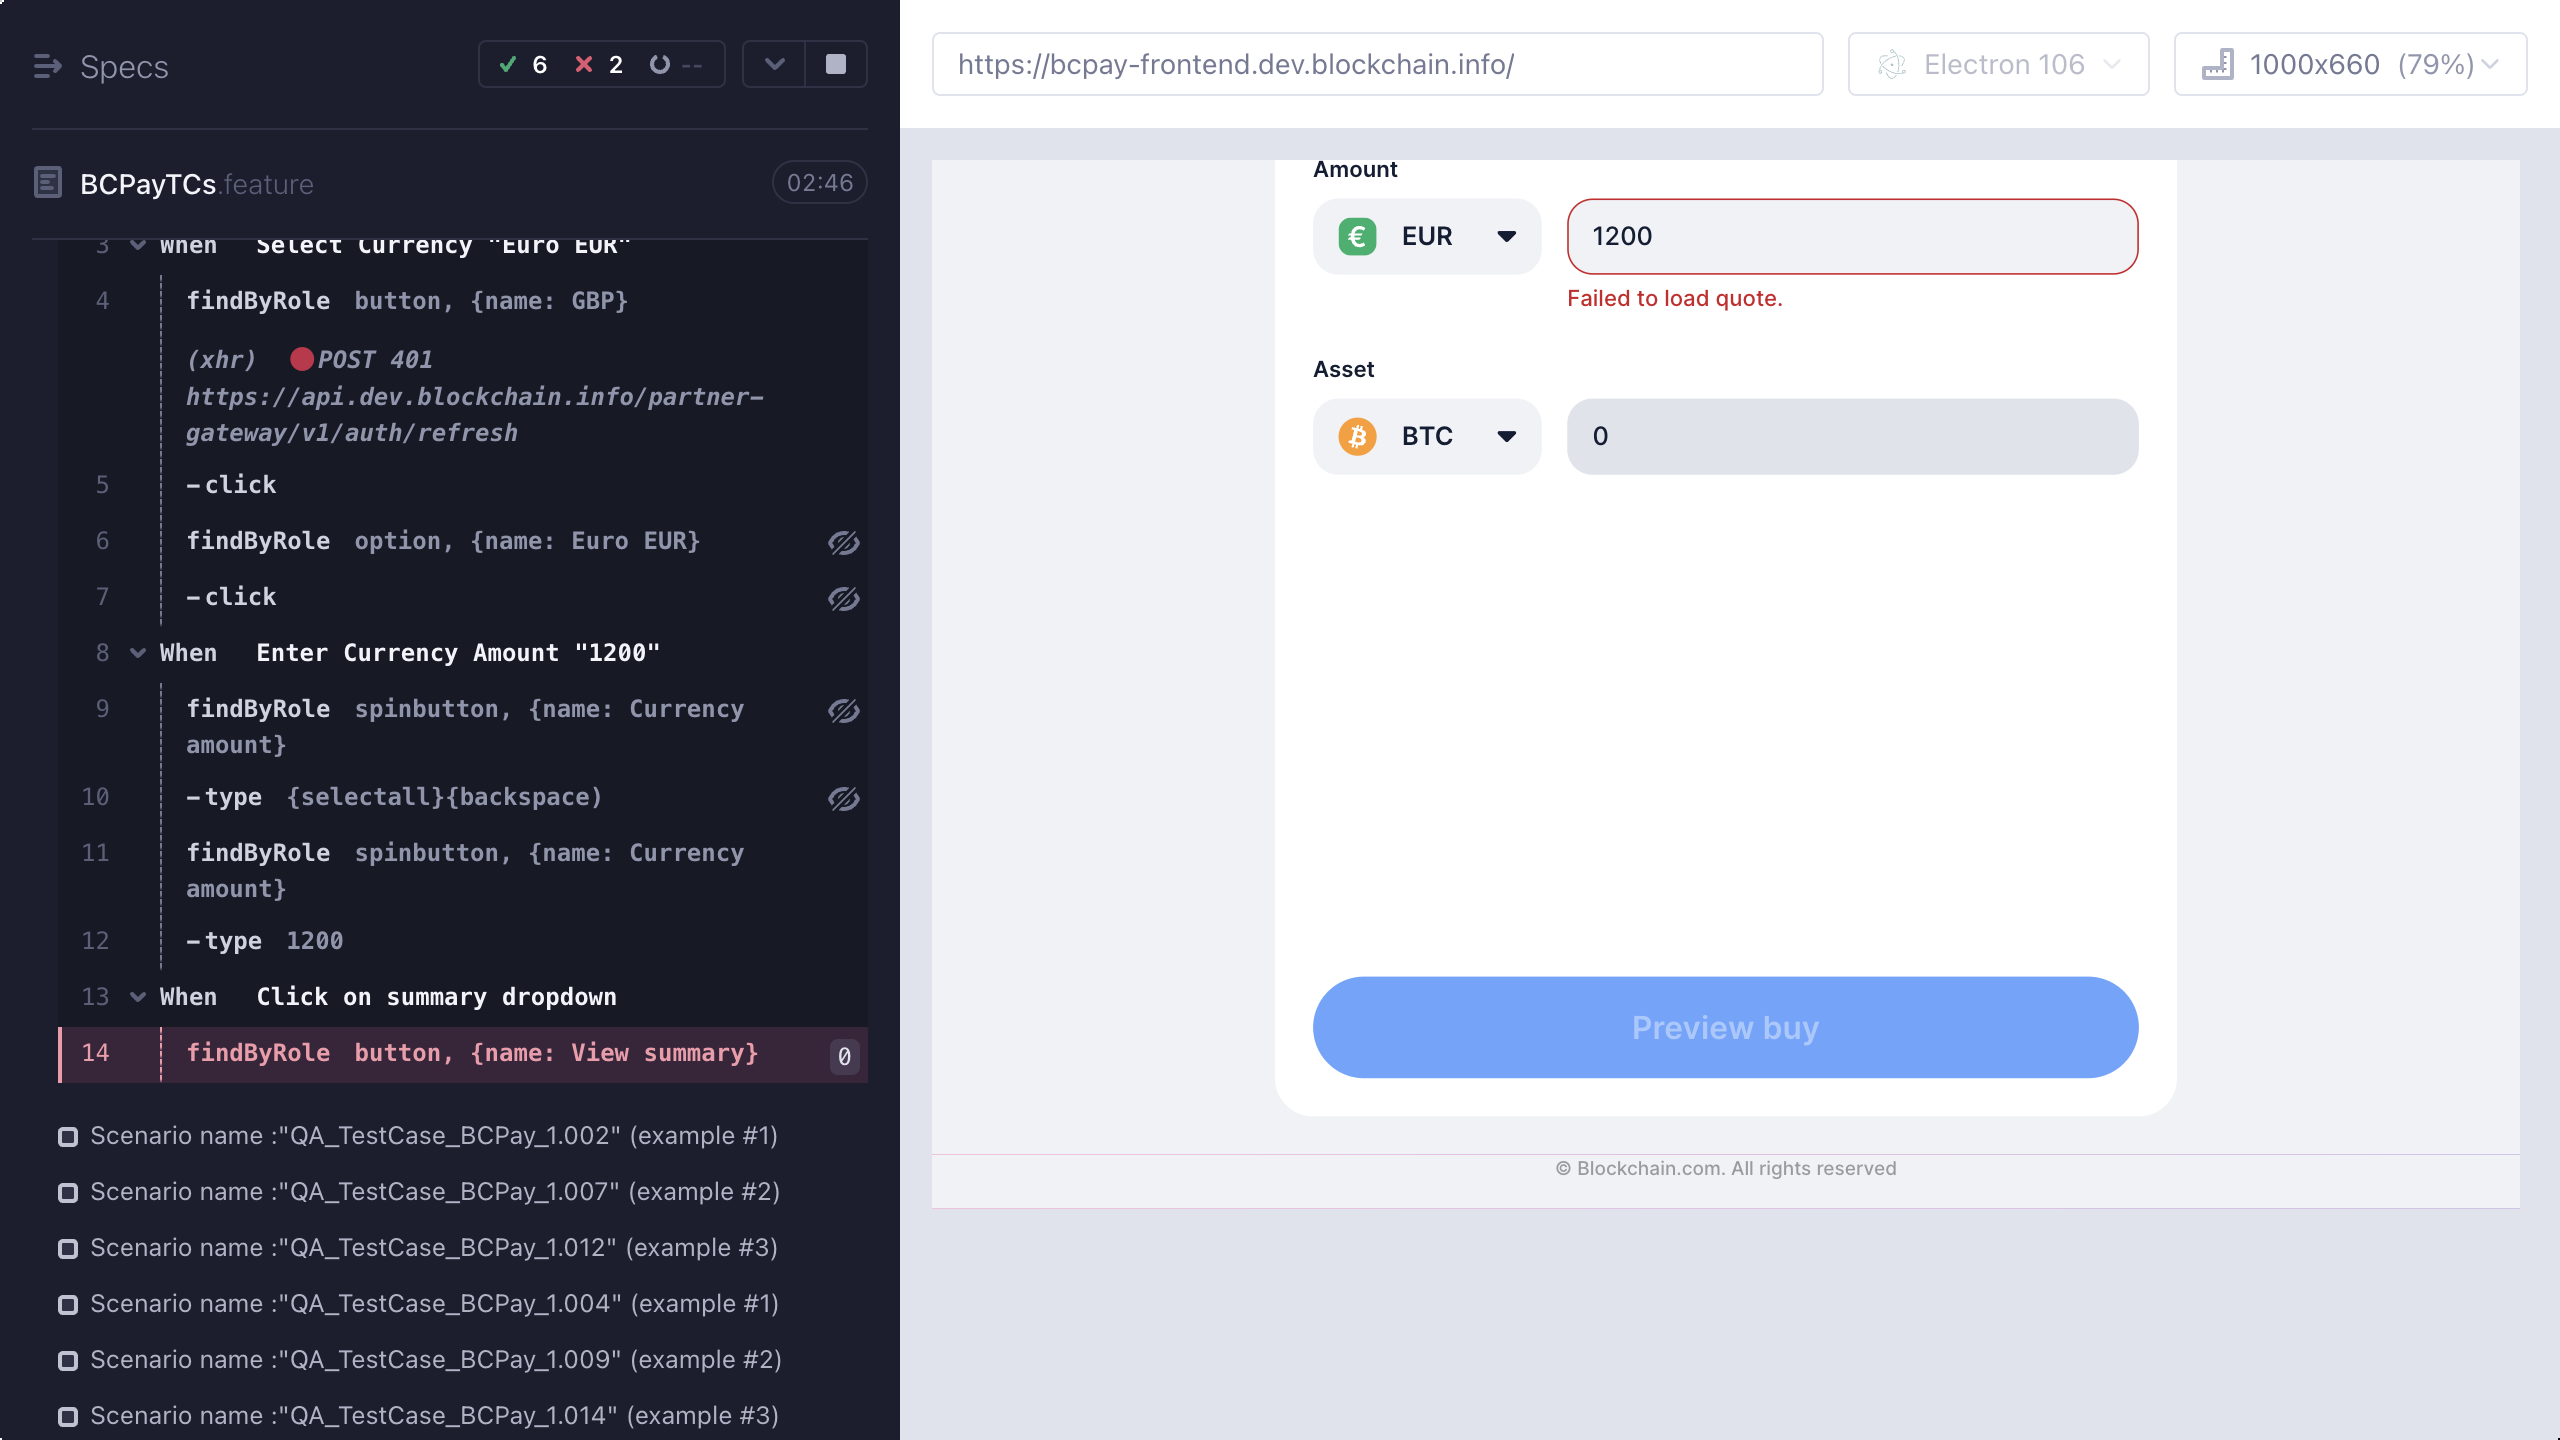 Specs
6 2 --
BCPayTCs.feature
02:46
3 When Select Currency "Euro EUR"
4 findByRole button, {name: GBP}
(xhr) POST 401
https://api.dev.blockchain.info/partner-
gateway/v1/auth/refresh
5 -click
6 findByRole option, {name: Euro EUR}
7 -click
8 When Enter Currency Amount "1200"
9 findByRole spinbutton, {name: Currency
amount}
10 -type {selectall}{backspace)
11 findByRole spinbutton, {name: Currency
amount}
12 -type 1200
13 When Click on summary dropdown
14 findByRole button, {name: View summary} 0
Scenario name :"QA_TestCase_BCPay_1.002" (example #1)
Scenario name :"QA_TestCase_BCPay_1.007" (example #2)
Scenario name :"QA_TestCase_BCPay_1.012" (example #3)
Scenario name :"QA_TestCase_BCPay_1.004" (example #1)
Scenario name :"QA_TestCase_BCPay_1.009" (example #2)
Scenario name :"QA_TestCase_BCPay_1.014" (example #3)
https://bcpay-frontend.dev.blockchain.info/
Electron 106
1000x660 (79%)
Amount
€ EUR
1200
Failed to load quote.
Asset
BTC
0
Preview buy
© Blockchain.com. All rights reserved